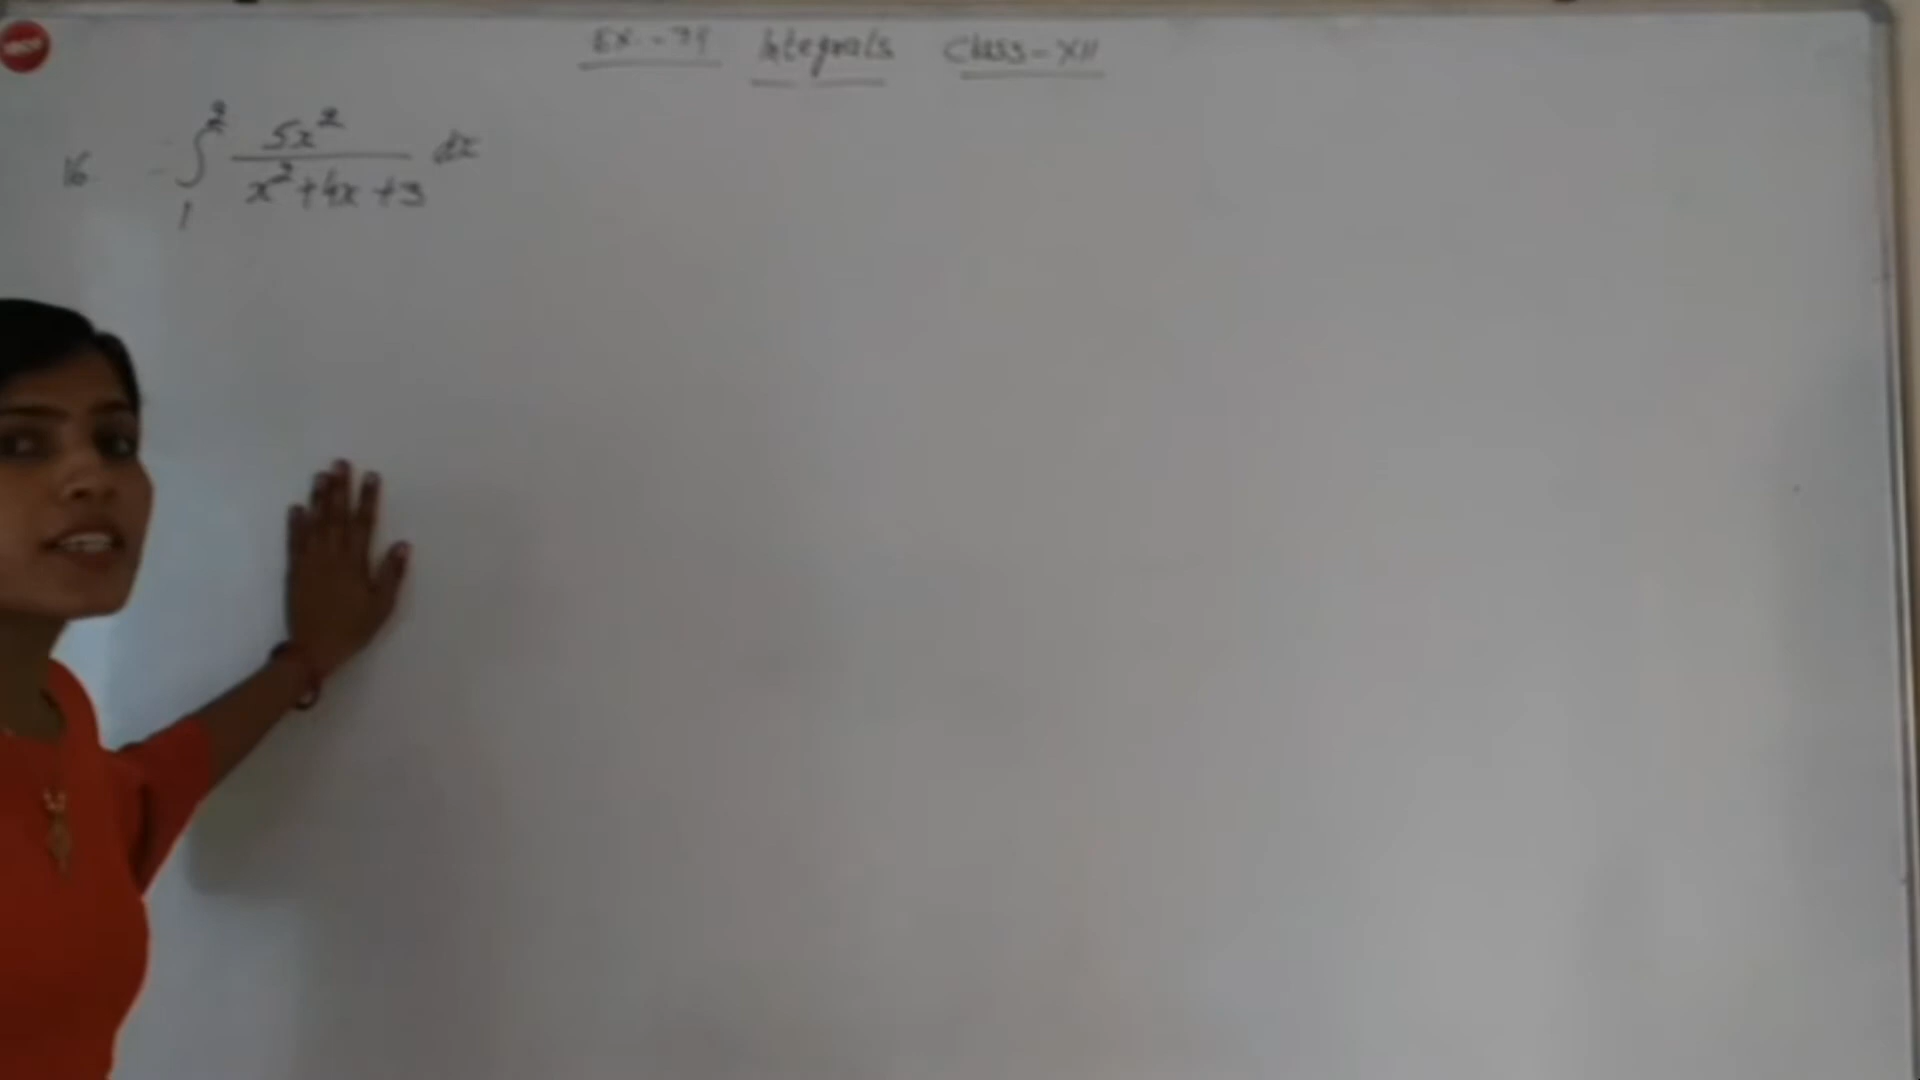 Ex.-7.9 Integrals Class-XII
16. ∫₁² 5x²/(x²+4x+3) dx